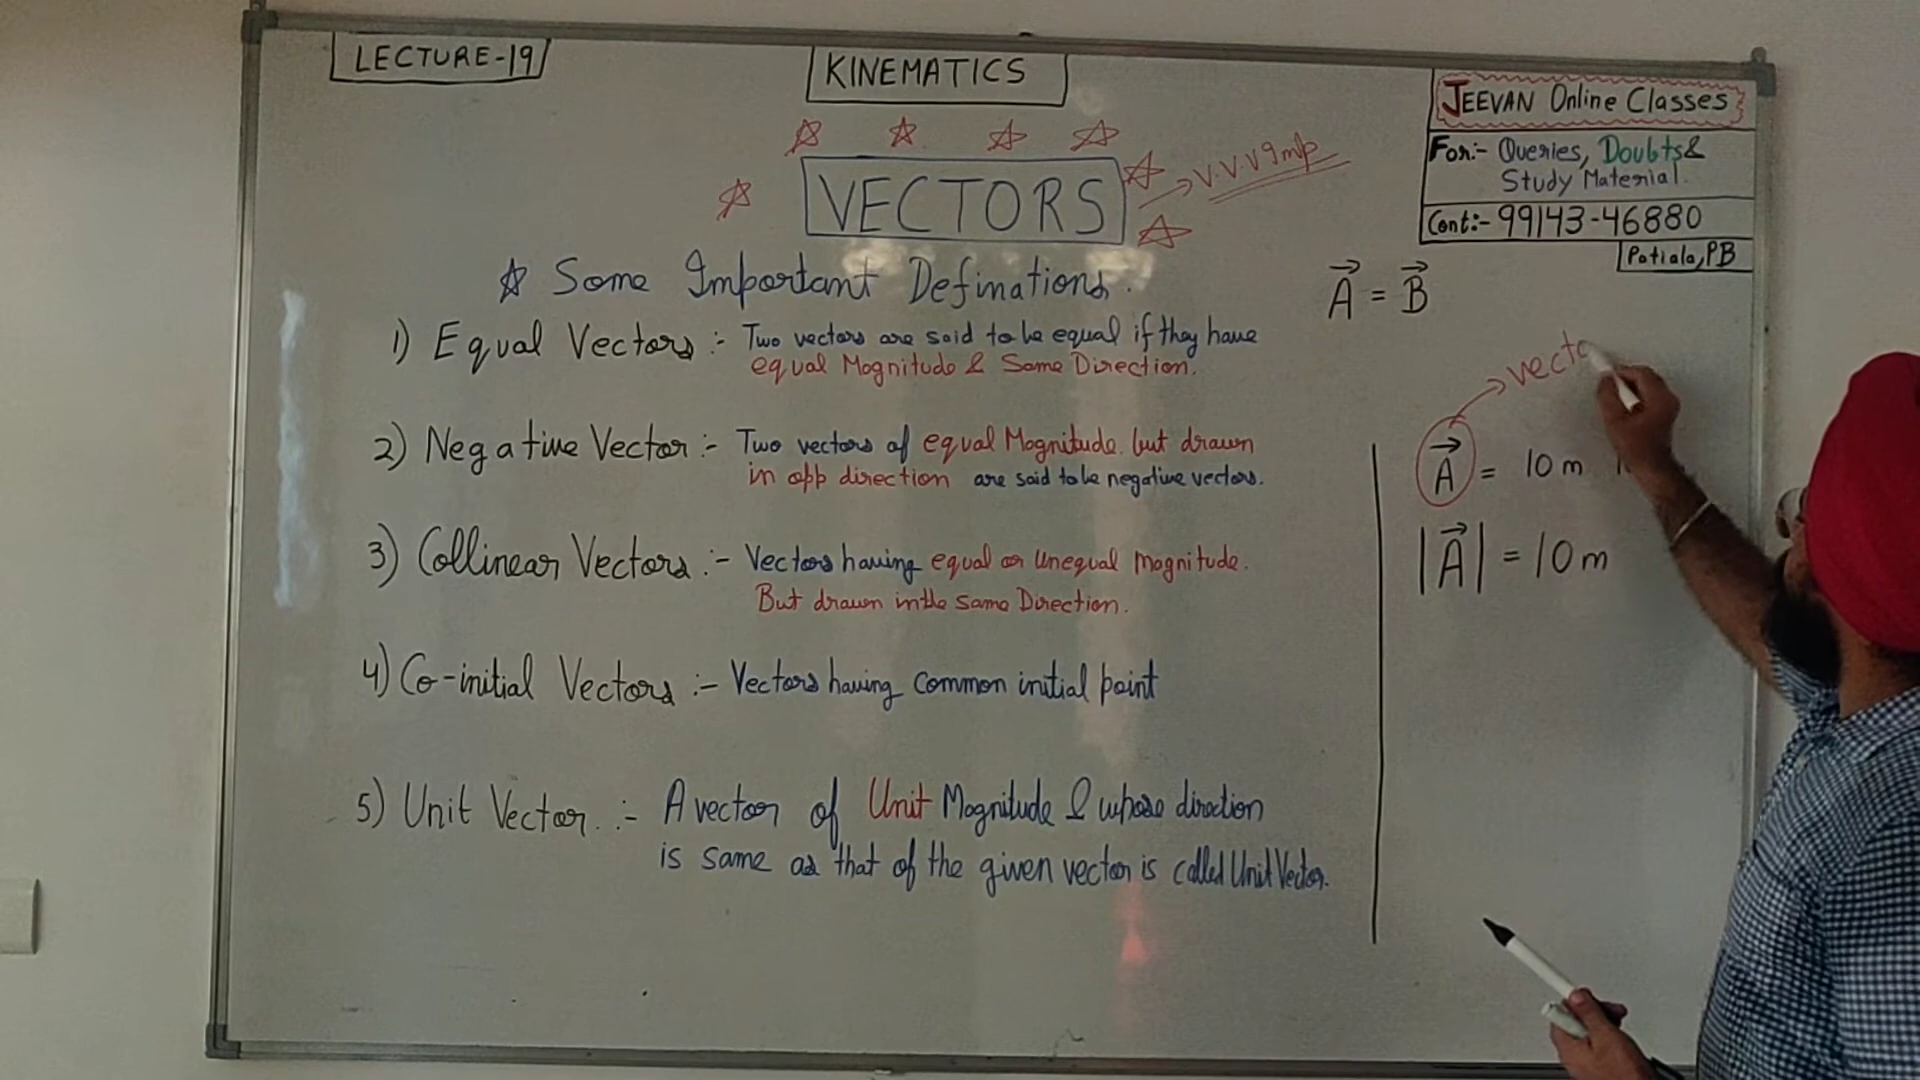 LECTURE-19
KINEMATICS
JEEVAN Online Classes
For:- Queries, Doubts &
Study Material.
Cont:- 99143-46880
Patiala, PB
VECTORS
V.V.V9mp
☆ Some Important Definations.
1) Equal Vectors :- Two vectors are said to be equal if they have
equal Magnitude & Same Direction.
2) Negative Vector :- Two vectors of equal Magnitude but drawn
in opp direction are said to be negative vectors.
3) Collinear Vectors :- Vectors having equal or unequal magnitude.
But drawn in the same Direction.
4) Co-initial Vectors :- Vectors having common initial point
5) Unit Vector :- A vector of Unit Magnitude & whose direction
is same as that of the given vector is called Unit Vector.
A⃗ = B⃗
vecto
A⃗ = 10m
|A⃗| = 10m